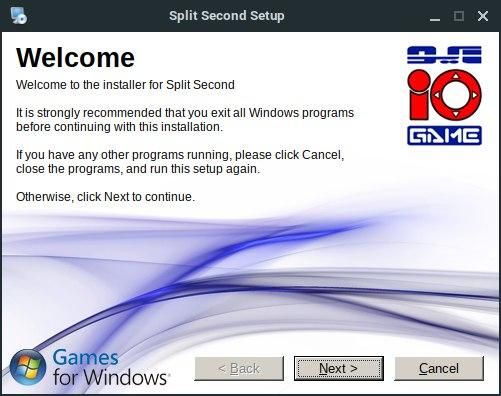 Split Second Setup
Welcome
Welcome to the installer for Split Second
It is strongly recommended that you exit all Windows programs
before continuing with this installation.
If you have any other programs running, please click Cancel,
close the programs, and run this setup again.
Otherwise, click Next to continue.
GAME
Games
for Windows
< Back
Next >
Cancel